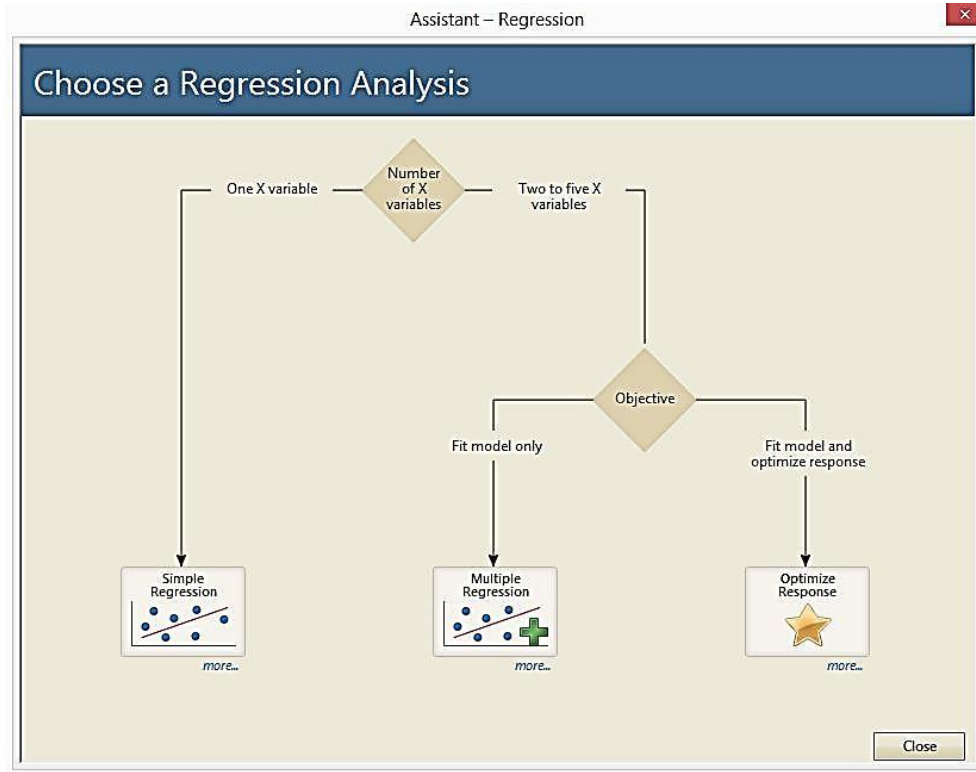 Assistant – Regression
Choose a Regression Analysis
Number
of X
variables
One X variable
Two to five X
variables
Objective
Fit model only
Fit model and
optimize response
Simple
Regression
more...
Multiple
Regression
more...
Optimize
Response
more...
Close